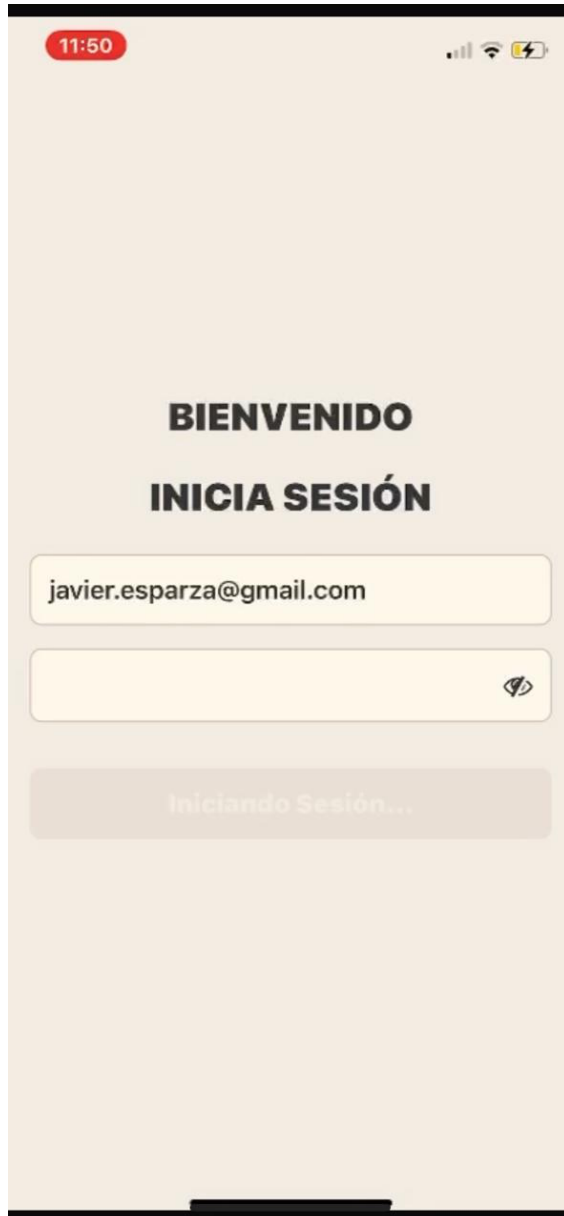 11:50
BIENVENIDO
INICIA SESIÓN
javier.esparza@gmail.com
Iniciando Sesión...